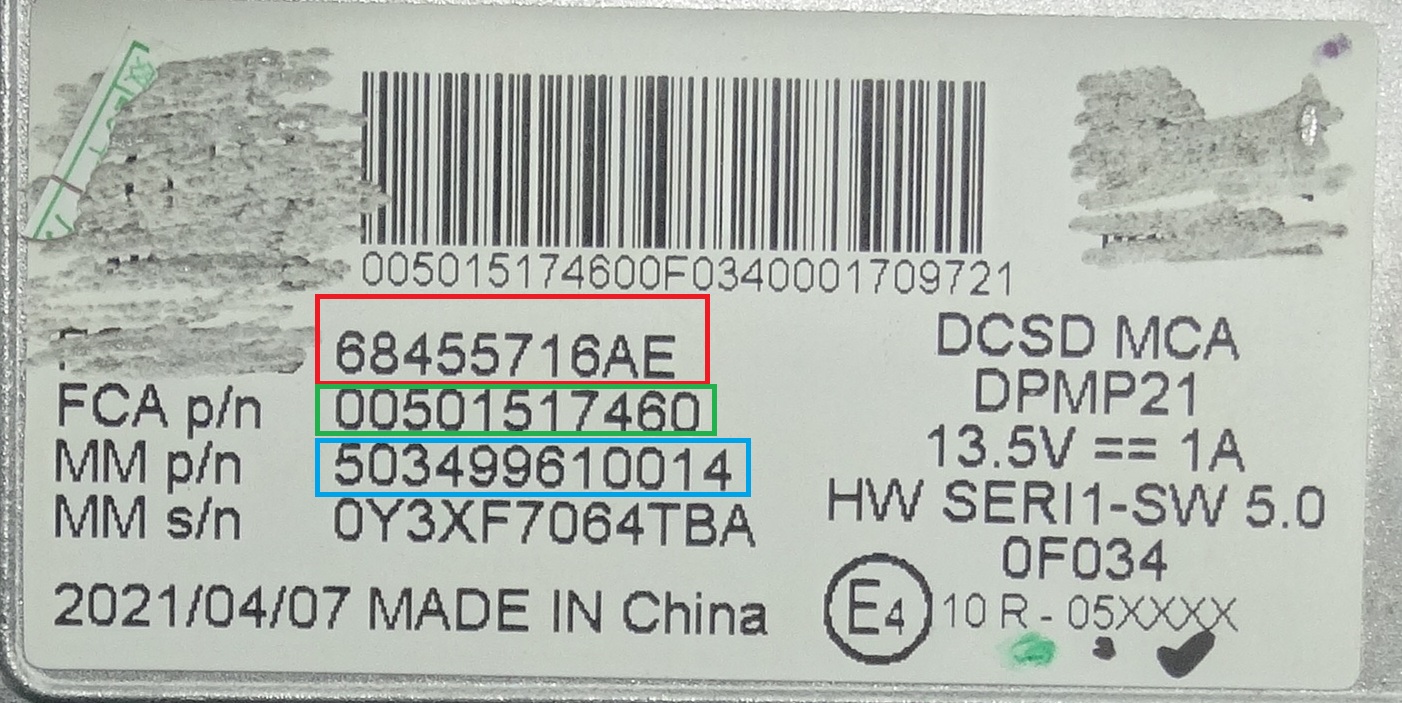 005015174600F0340001709721
68455716AE
FCA p/n 00501517460
MM p/n 503499610014
MM s/n 0Y3XF7064TBA
2021/04/07 MADE IN China
DCSD MCA
DPMP21
13.5V == 1A
HW SERI1-SW 5.0
0F034
E4 10 R - 05XXXX